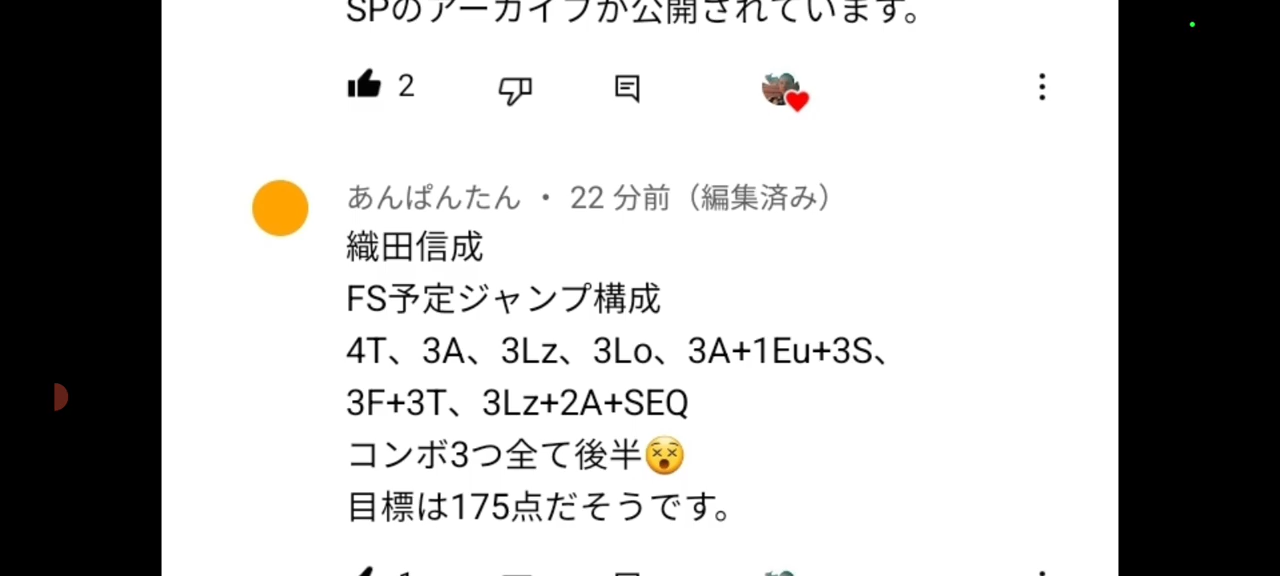 SPのアーカイブが公開されています。
2
あんぱんたん ・ 22 分前（編集済み）
織田信成
FS予定ジャンプ構成
4T、3A、3Lz、3Lo、3A+1Eu+3S、
3F+3T、3Lz+2A+SEQ
コンボ3つ全て後半😵
目標は175点だそうです。